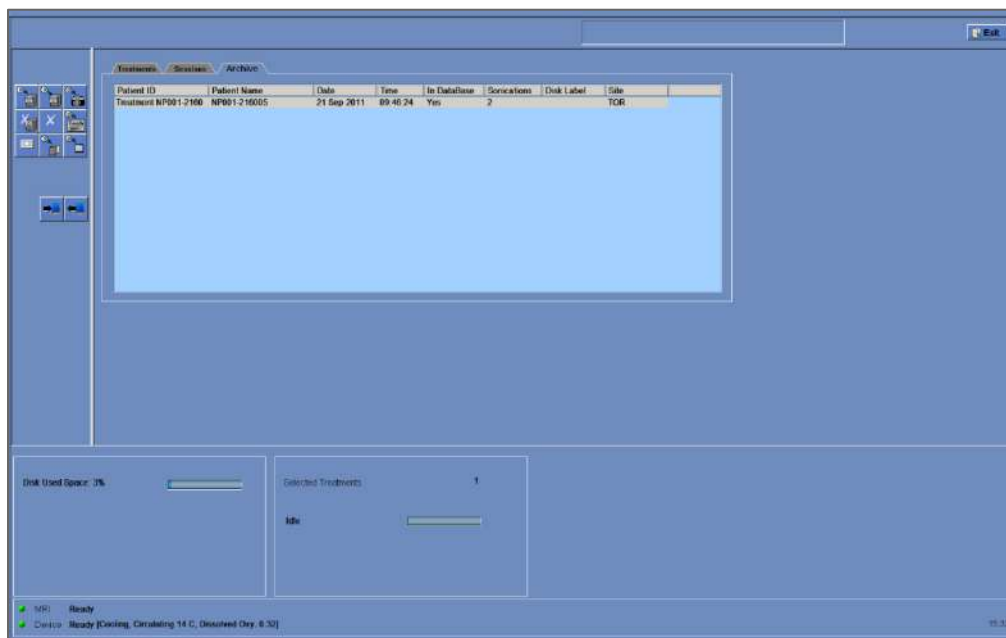 Exit
Treatments Sessions Archive
Patient ID Patient Name Date Time In DataBase Sonications Disk Label Site
Treatment NP001-2160 NP001-216005 21 Sep 2011 09:46:24 Yes 2 TOR
Disk Used Space: 3%
Selected Treatments 1
Idle
MRI Ready
Device Ready [Cooling, Circulating 14 C, Dissolved Oxy. 0.32]